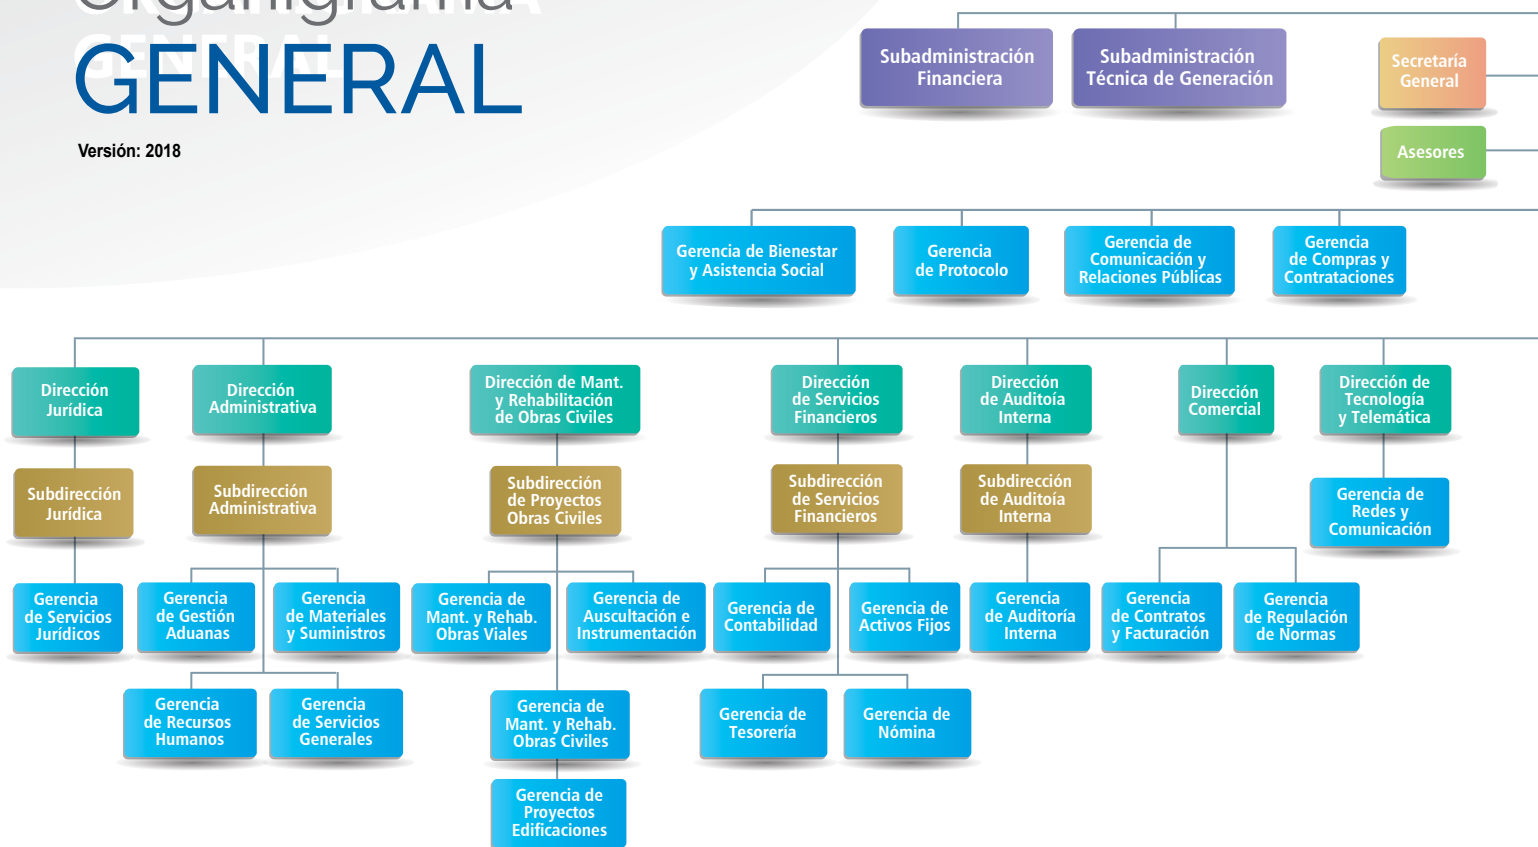 Organigrama
GENERAL
GENERAL
Versión: 2018
Subadministración
Financiera
Subadministración
Técnica de Generación
Secretaría
General
Asesores
Gerencia de Bienestar
y Asistencia Social
Gerencia
de Protocolo
Gerencia de
Comunicación y
Relaciones Públicas
Gerencia
de Compras y
Contrataciones
Dirección
Jurídica
Dirección
Administrativa
Dirección de Mant.
y Rehabilitación
de Obras Civiles
Dirección
de Servicios
Financieros
Dirección
de Auditoía
Interna
Dirección
Comercial
Dirección de
Tecnología
y Telemática
Subdirección
Jurídica
Subdirección
Administrativa
Subdirección
de Proyectos
Obras Civiles
Subdirección
de Servicios
Financieros
Subdirección
de Auditoía
Interna
Gerencia de
Redes y
Comunicación
Gerencia
de Servicios
Jurídicos
Gerencia
de Gestión
Aduanas
Gerencia
de Materiales
y Suministros
Gerencia de
Mant. y Rehab.
Obras Viales
Gerencia de
Auscultación e
Instrumentación
Gerencia de
Contabilidad
Gerencia de
Activos Fijos
Gerencia
de Auditoría
Interna
Gerencia
de Contratos
y Facturación
Gerencia
de Regulación
de Normas
Gerencia
de Recursos
Humanos
Gerencia
de Servicios
Generales
Gerencia de
Mant. y Rehab.
Obras Civiles
Gerencia de
Tesorería
Gerencia de
Nómina
Gerencia de
Proyectos
Edificaciones